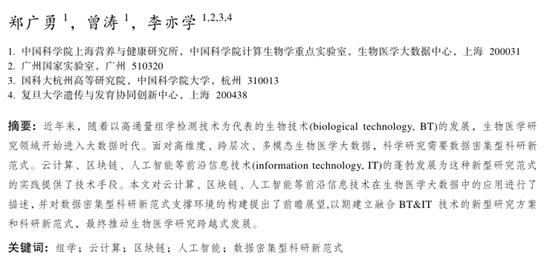 郑广勇 1，曾涛 1，李亦学 1,2,3,4
1. 中国科学院上海营养与健康研究所，中国科学院计算生物学重点实验室，生物医学大数据中心，上海 200031
2. 广州国家实验室，广州 510320
3. 国科大杭州高等研究院，中国科学院大学，杭州 310013
4. 复旦大学遗传与发育协同创新中心，上海 200438
摘要：近年来，随着以高通量组学检测技术为代表的生物技术(biological technology, BT)的发展，生物医学研
究领域开始进入大数据时代。面对高维度、跨层次、多模态生物医学大数据，科学研究需要数据密集型科研新
范式。云计算、区块链、人工智能等前沿信息技术(information technology, IT)的蓬勃发展为这种新型研究范式
的实践提供了技术手段。本文对云计算、区块链、人工智能等前沿信息技术在生物医学大数据中的应用进行了
描述，并对数据密集型科研新范式支撑环境的构建提出了前瞻展望,以期建立融合BT&IT 技术的新型研究方案
和科研新范式，最终推动生物医学研究跨越式发展。
关键词：组学；云计算；区块链；人工智能；数据密集型科研新范式